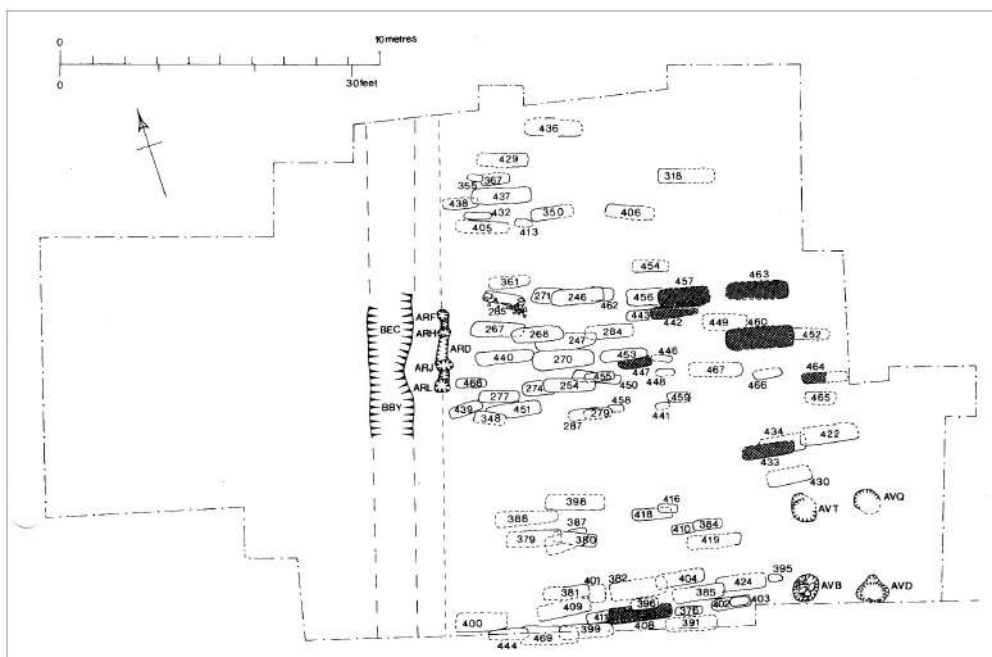 0 10 metres
0 30 feet
436
429
355 367
318
437
438
432 350 406
405 413
454
361 457 463
271 246 456
265 462
BEC ARF 443 442 449 460
ARH 267 268 284 452
247
ARD
440 270 453 446
ARJ 447 467 464
455 448 466
ARL 468 274 254 450
277 459 465
BBY 439 451 458
348 287 279 441
434 422
433
430
398 416 AVQ
388 418 AVT
387 410 384
379 380 419
401 382 404 395
381 424
385 AVB AVD
409 396 402 403
411 376
400 399 408 391
444 469